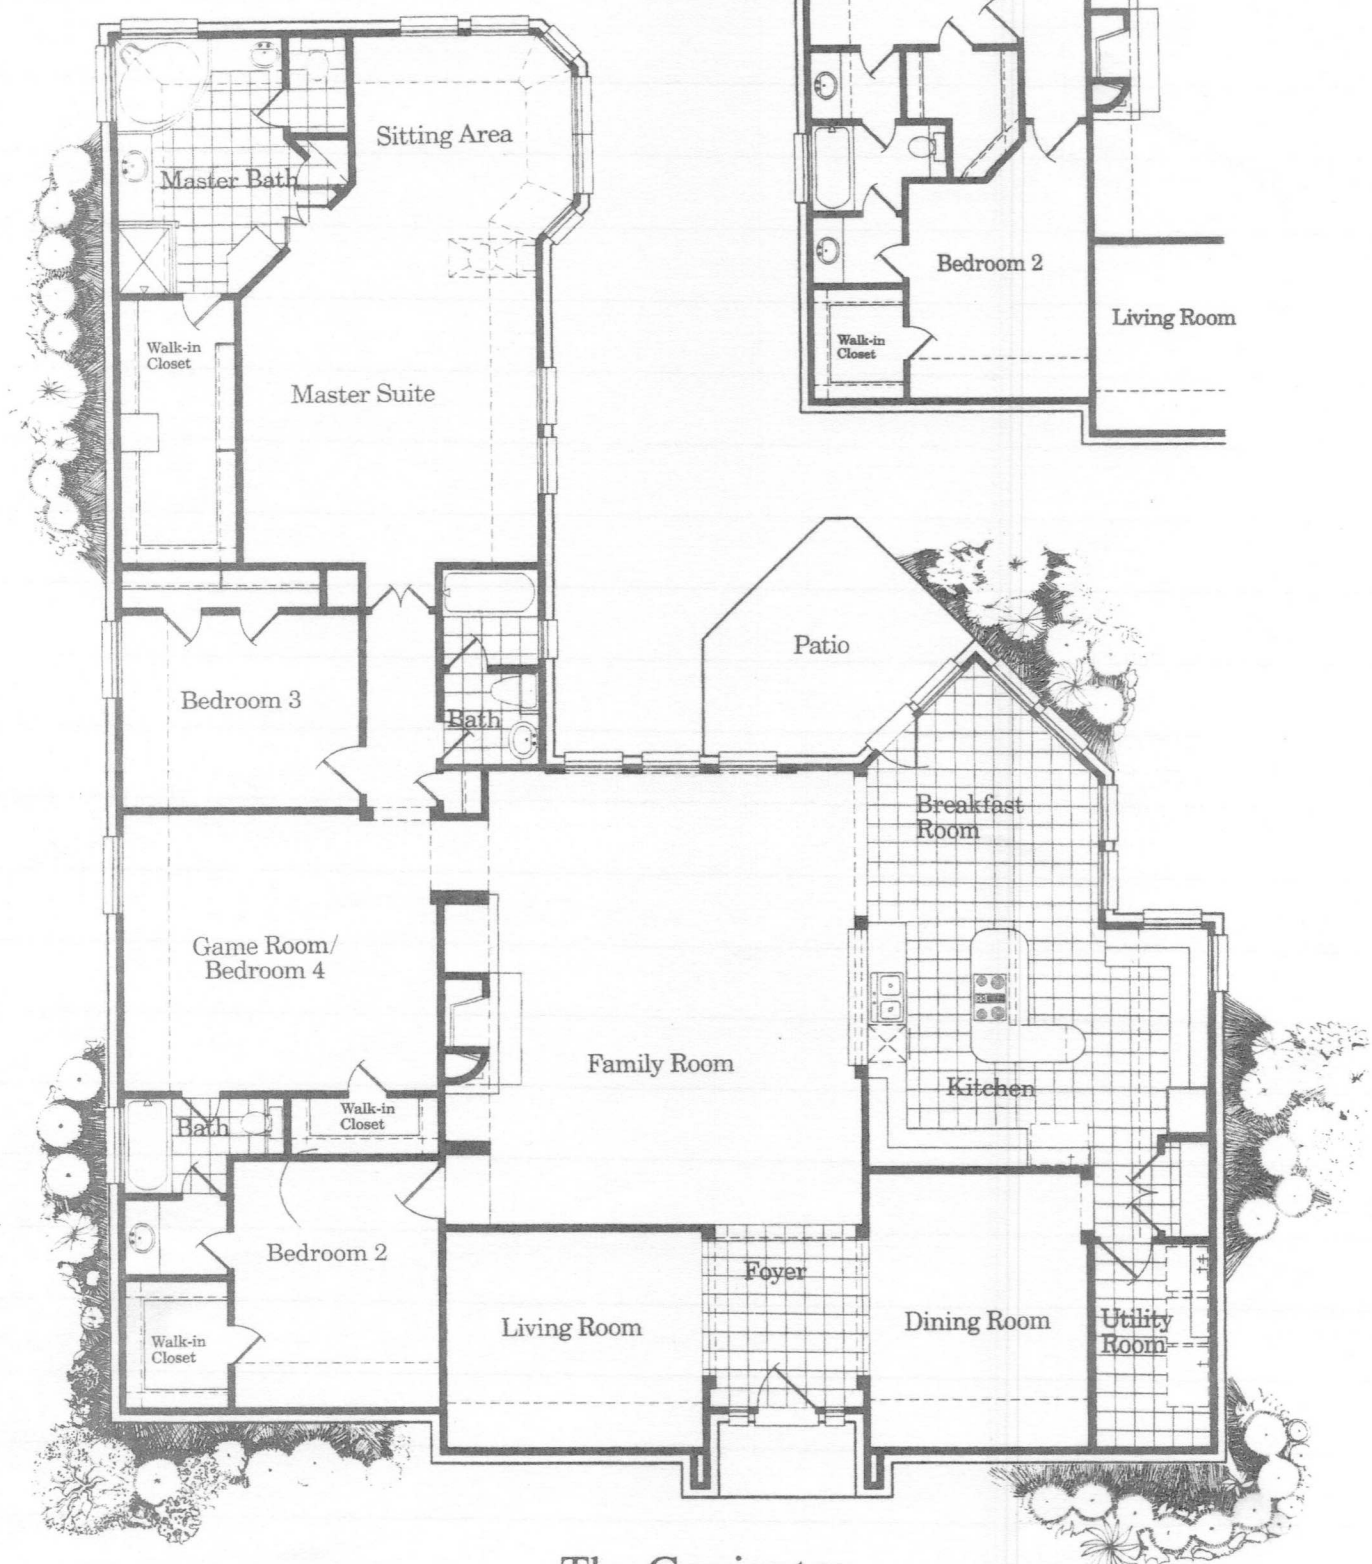 Sitting Area
Master Bath
Bedroom 2
Living Room
Walk-in
Closet
Walk-in
Closet
Master Suite
Patio
Bedroom 3
Bath
Breakfast
Room
Game Room/
Bedroom 4
Family Room
Kitchen
Walk-in
Closet
Bath
Bedroom 2
Foyer
Living Room
Dining Room
Utility
Room
Walk-in
Closet
The